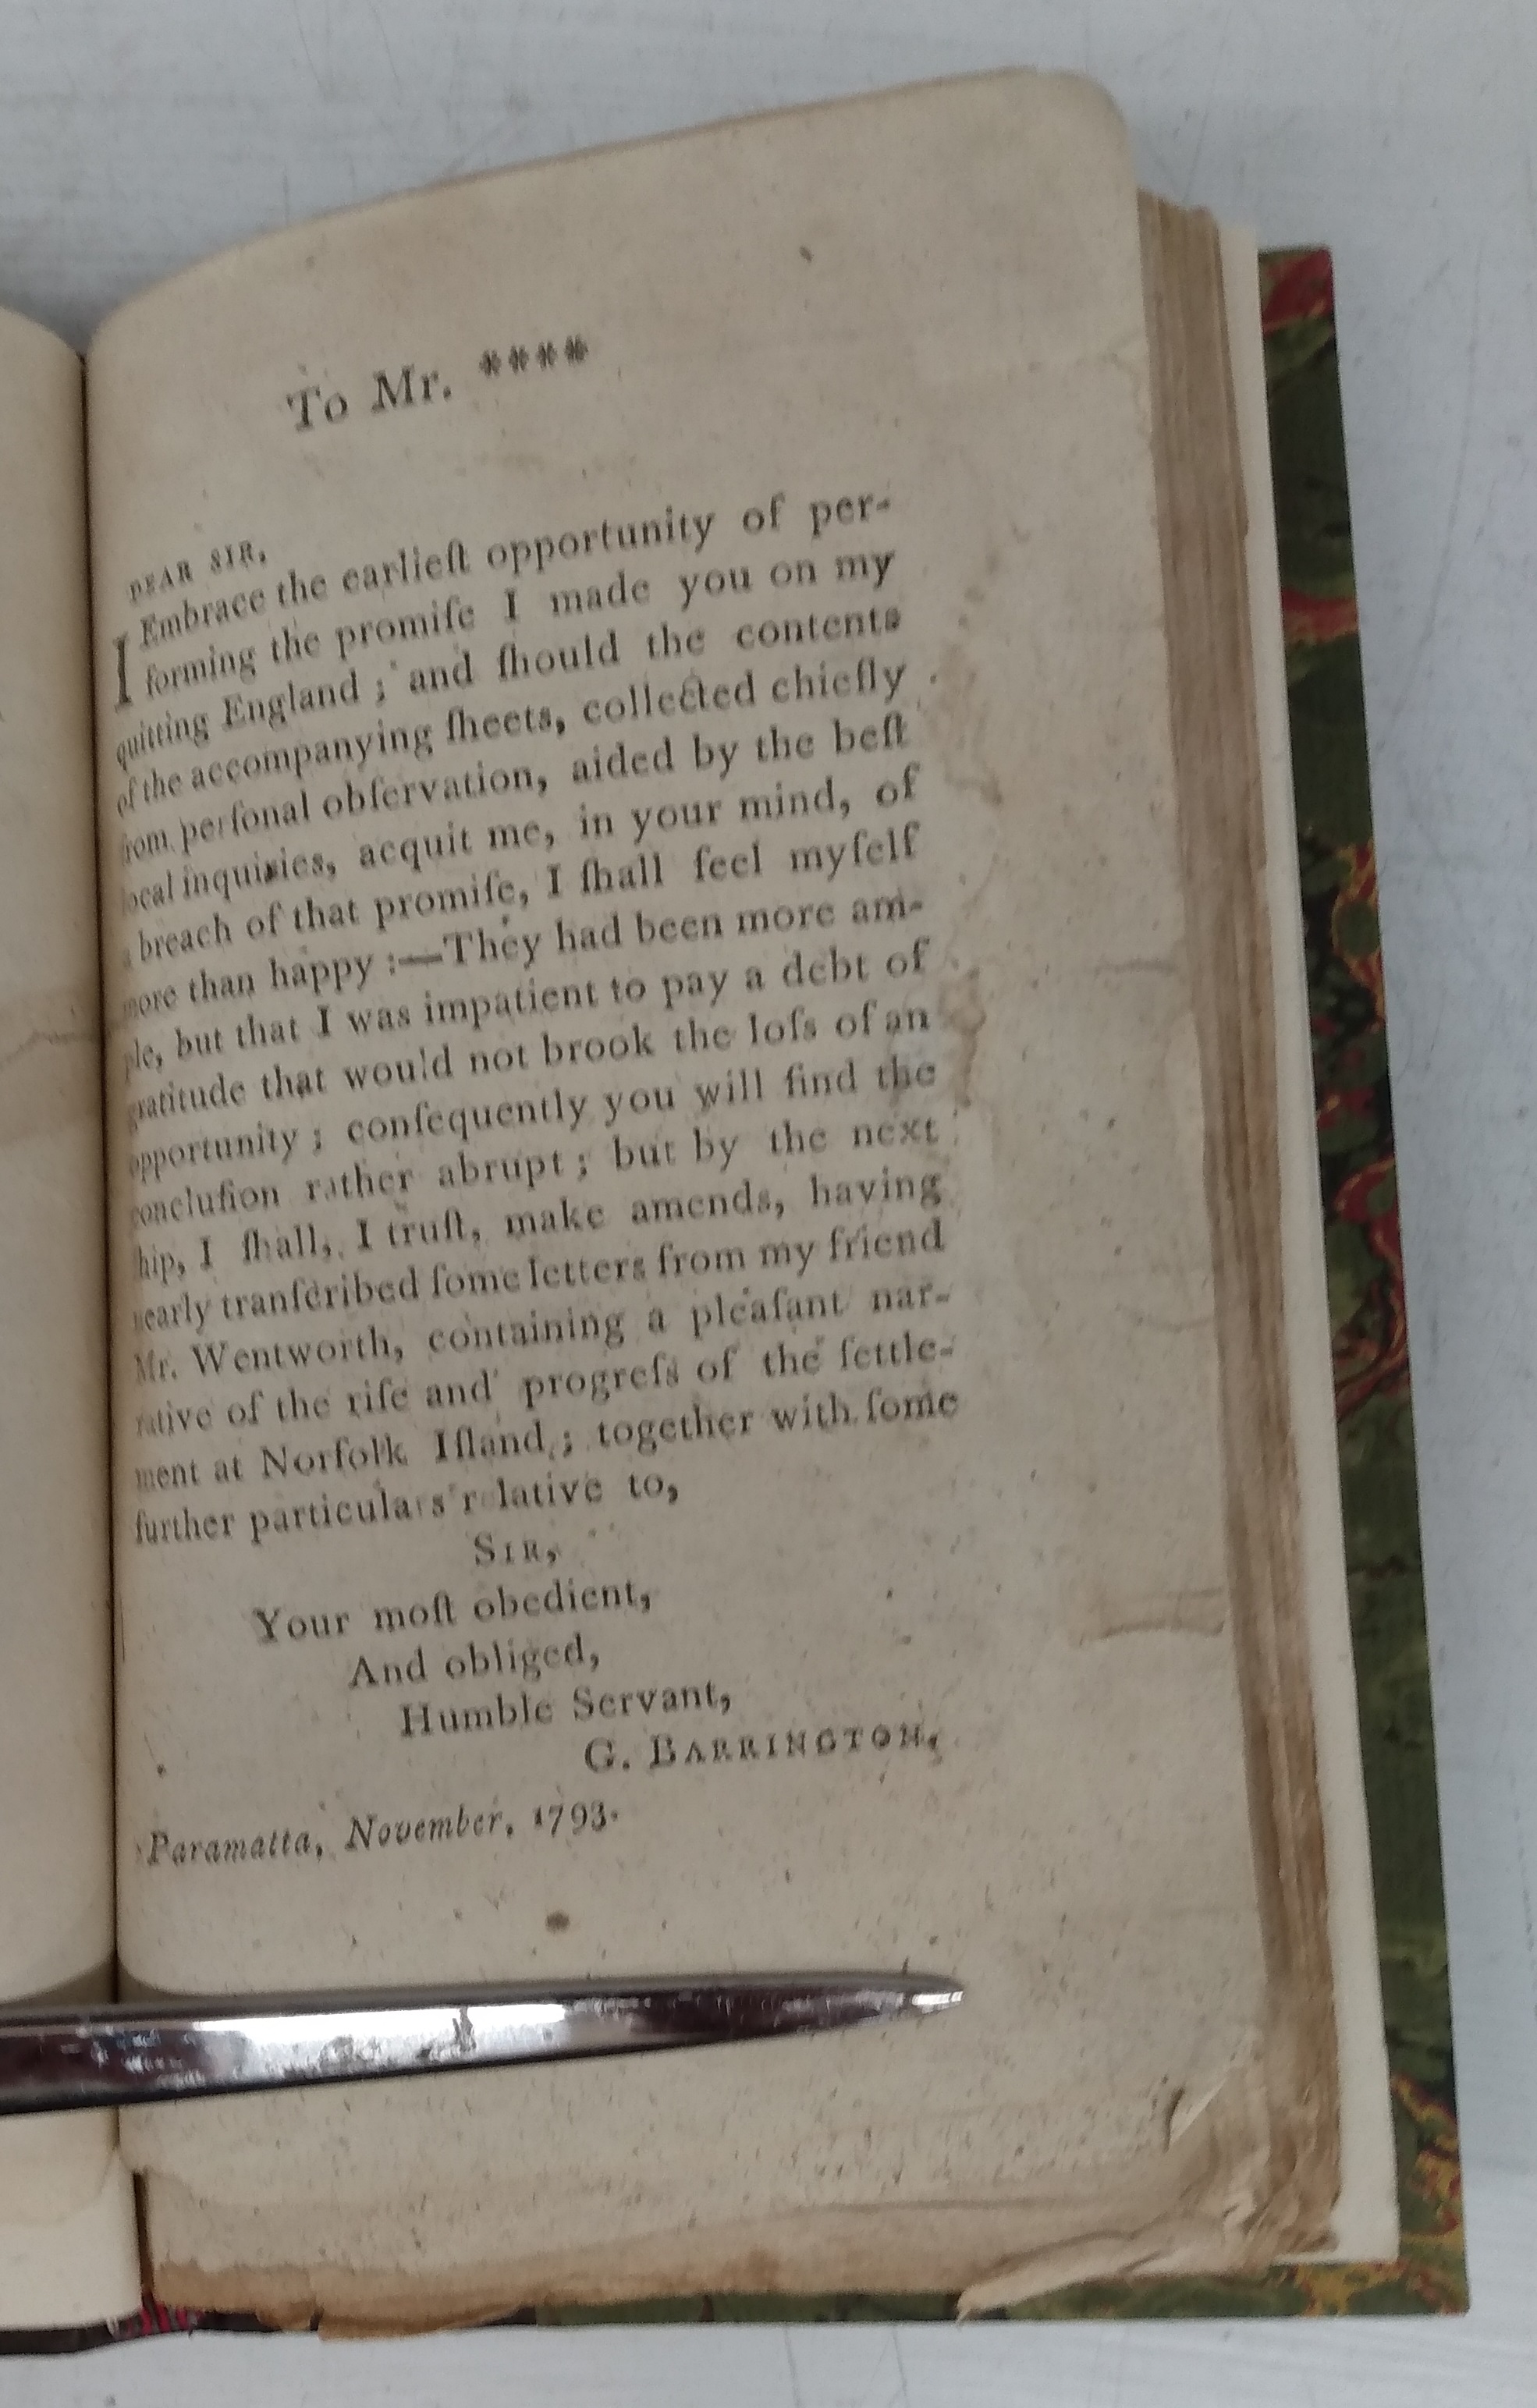 To Mr. ****
DEAR SIR,
I Embrace the earlieſt opportunity of per-
forming the promiſe I made you on my
quitting England ; and ſhould the contents
of the accompanying ſheets, collected chiefly
from perſonal obſervation, aided by the beſt
local inquiries, acquit me, in your mind, of
a breach of that promiſe, I ſhall feel myſelf
more than happy :—They had been more am-
ple, but that I was impatient to pay a debt of
gratitude that would not brook the loſs of an
opportunity ; conſequently you will find the
concluſion rather abrupt ; but by the next
ſhip, I ſhall, I truſt, make amends, having
nearly tranſcribed ſome letters from my friend
Mr. Wentworth, containing a pleaſant nar-
rative of the riſe and progreſs of the ſettle-
ment at Norfolk Iſland ; together with ſome
further particulars relative to,
SIR,
Your moſt obedient,
And obliged,
Humble Servant,
G. BARRINGTON.
Paramatta, November, 1793.